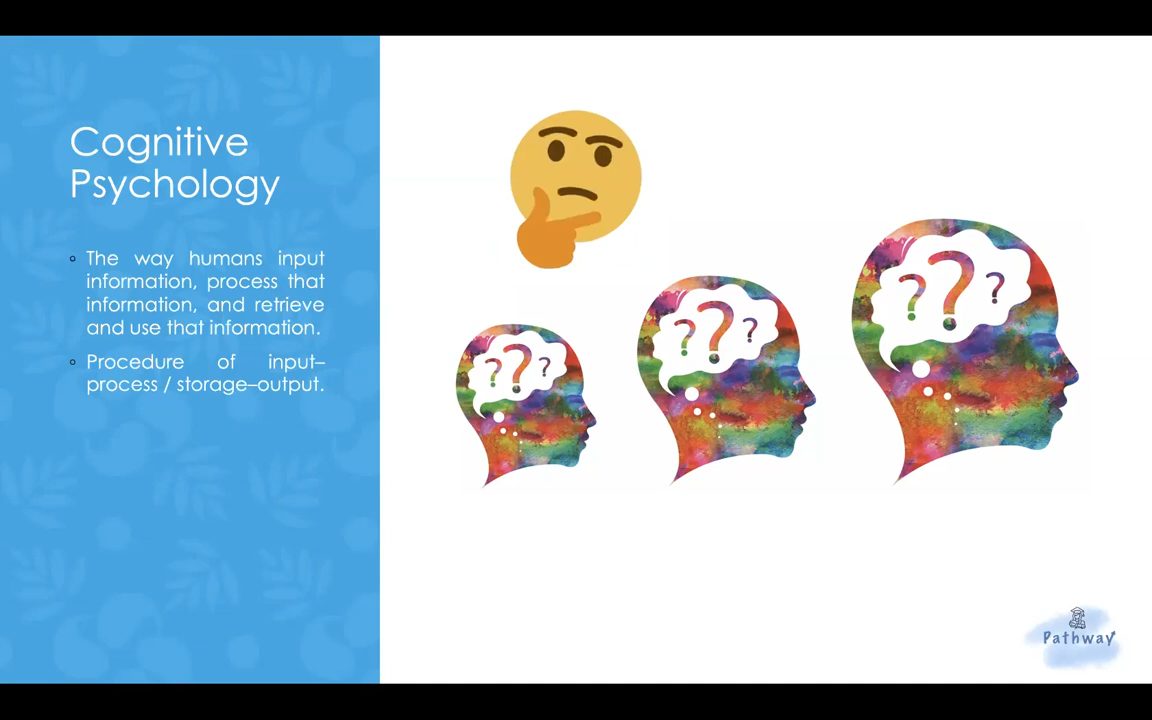 Cognitive
Psychology
The way humans input
information, process that
information, and retrieve
and use that information.
Procedure of input–
process / storage–output.
? ? ?
? ? ?
? ? ?
Pathway